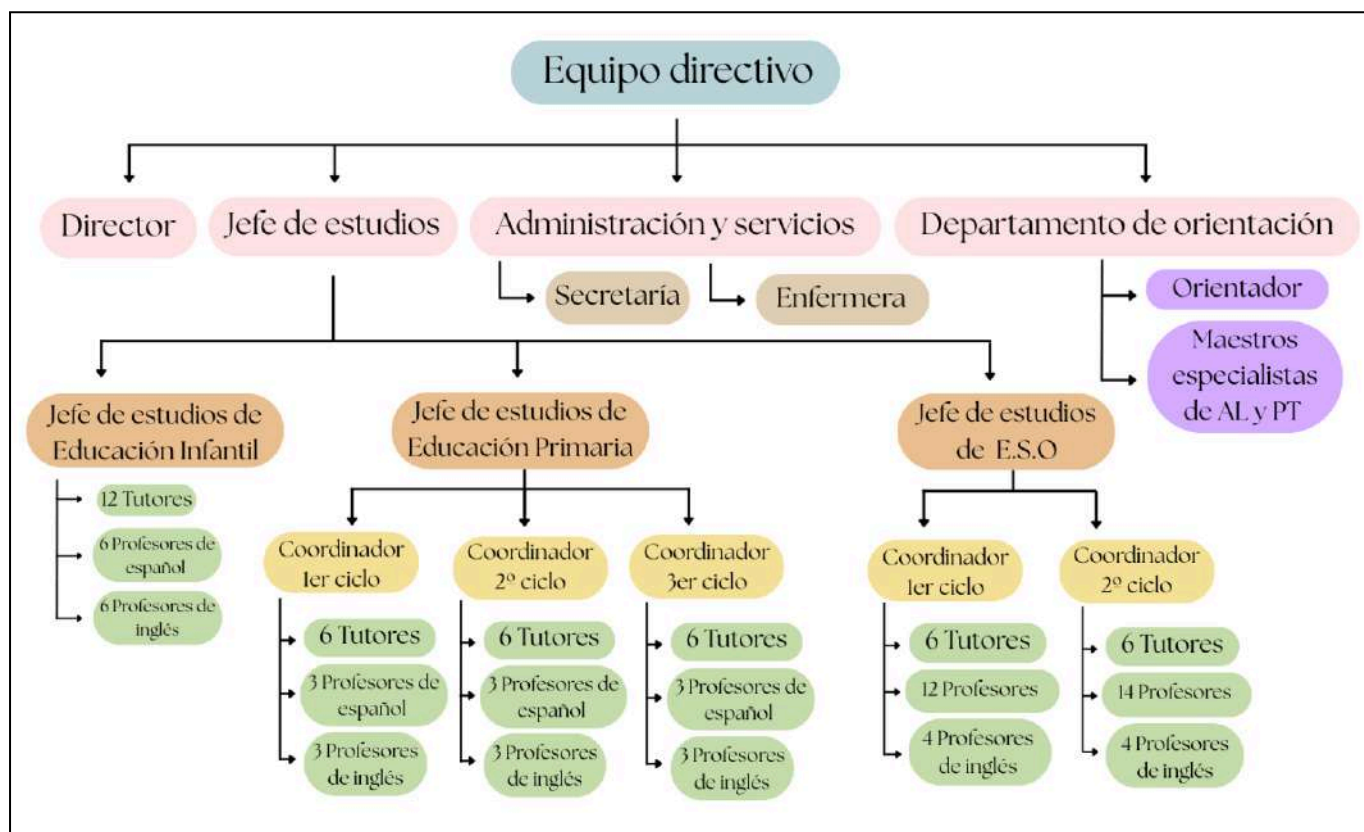 Equipo directivo
Director
Jefe de estudios
Administración y servicios
Departamento de orientación
Secretaría
Enfermera
Orientador
Maestros
especialistas
de AL y PT
Jefe de estudios de
Educación Infantil
Jefe de estudios de
Educación Primaria
Jefe de estudios
de E.S.O
12 Tutores
6 Profesores de
español
6 Profesores de
inglés
Coordinador
1er ciclo
6 Tutores
3 Profesores de
español
3 Profesores
de inglés
Coordinador
2º ciclo
6 Tutores
3 Profesores de
español
3 Profesores
de inglés
Coordinador
3er ciclo
6 Tutores
3 Profesores de
español
3 Profesores
de inglés
Coordinador
1er ciclo
6 Tutores
12 Profesores
4 Profesores
de inglés
Coordinador
2º ciclo
6 Tutores
14 Profesores
4 Profesores
de inglés